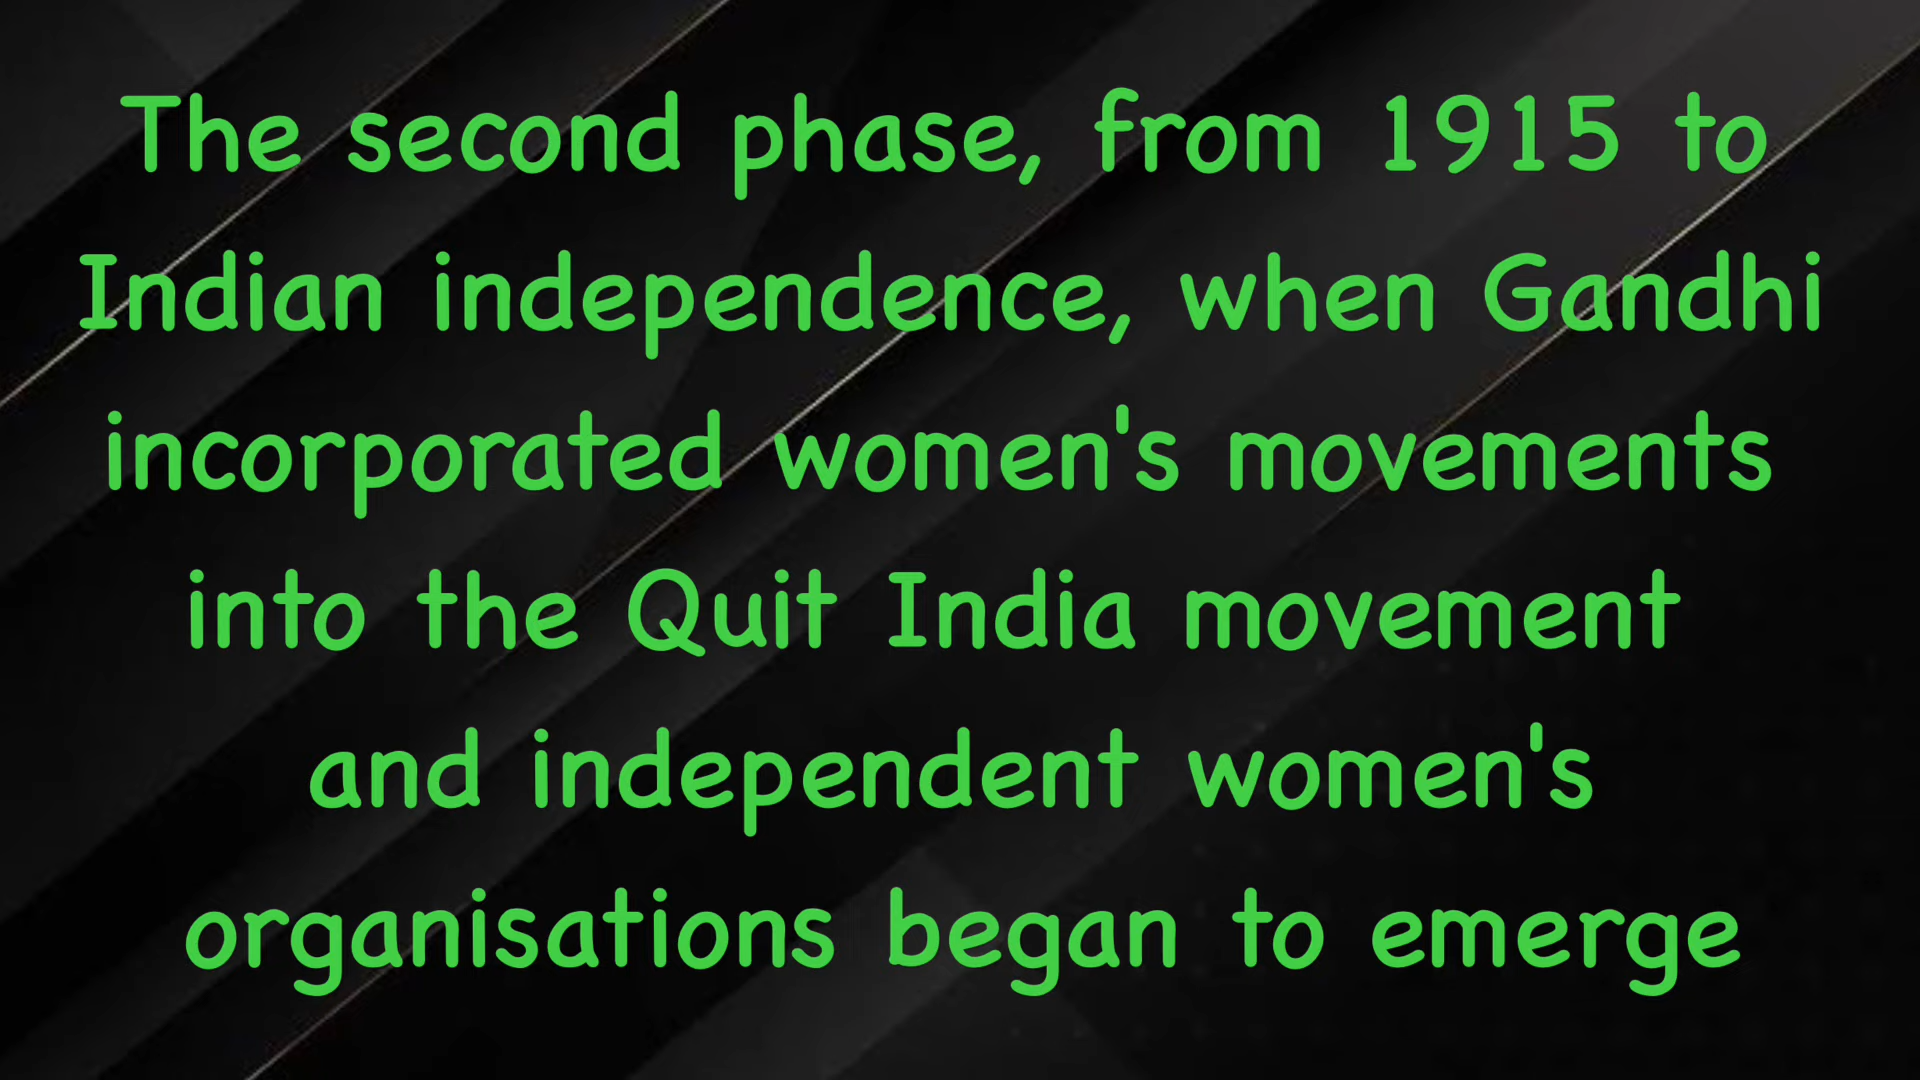 The second phase, from 1915 to
Indian independence, when Gandhi
incorporated women's movements
into the Quit India movement
and independent women's
organisations began to emerge